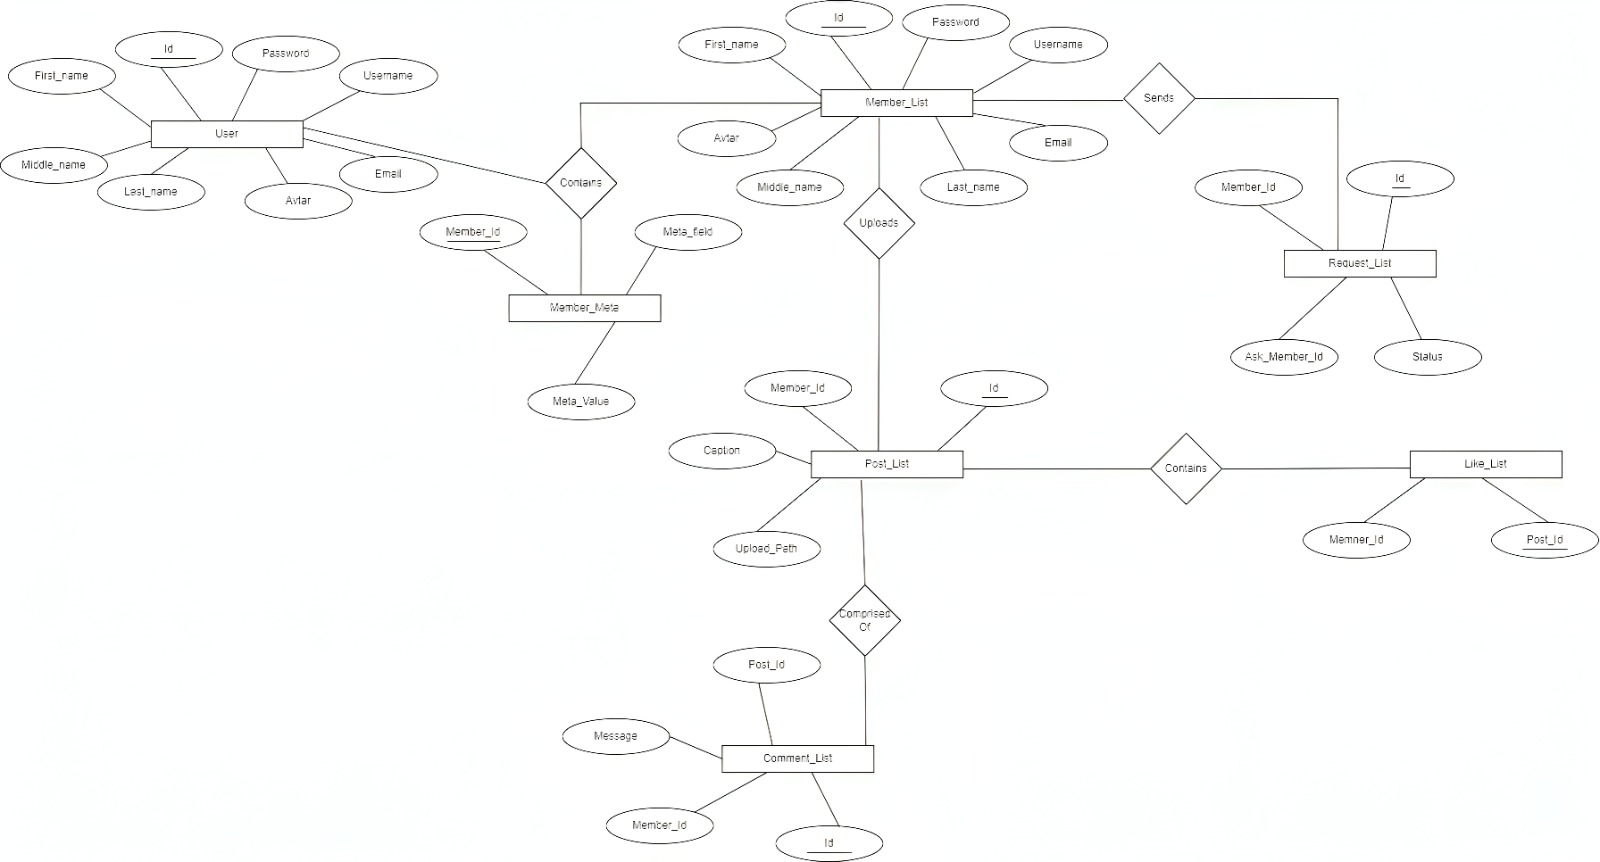 Id
Password
First_name
Username
User
Middle_name
Last_name
Avtar
Email
Id
Password
First_name
Username
Member_List
Avtar
Email
Middle_name
Last_name
Sends
Contains
Uploads
Member_Id
Id
Request_List
Ask_Member_Id
Status
Member_Id
Meta_field
Member_Meta
Meta_Value
Member_Id
Id
Caption
Post_List
Upload_Path
Contains
Like_List
Memner_Id
Post_Id
Comprised
Of
Post_Id
Message
Comment_List
Member_Id
Id